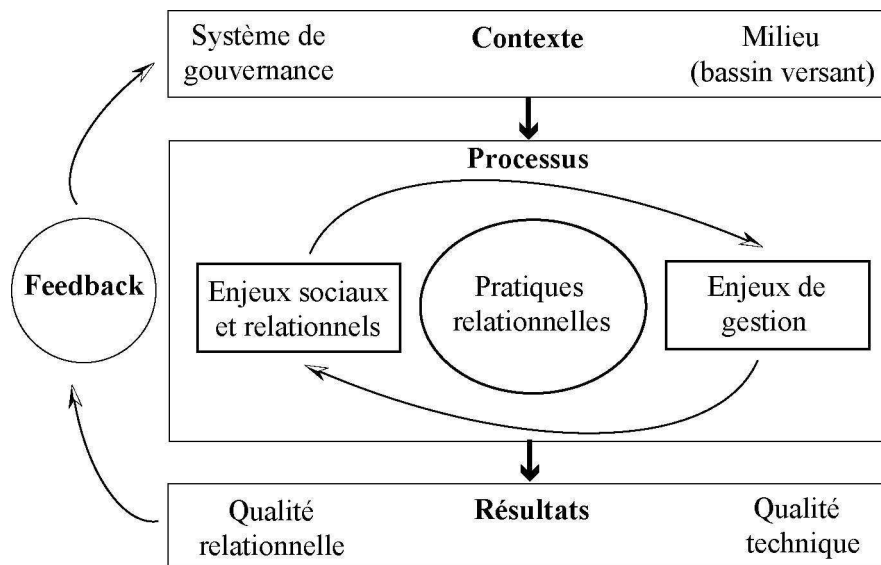 Système de
gouvernance
Contexte
Milieu
(bassin versant)
Processus
Feedback
Enjeux sociaux
et relationnels
Pratiques
relationnelles
Enjeux de
gestion
Qualité
relationnelle
Résultats
Qualité
technique